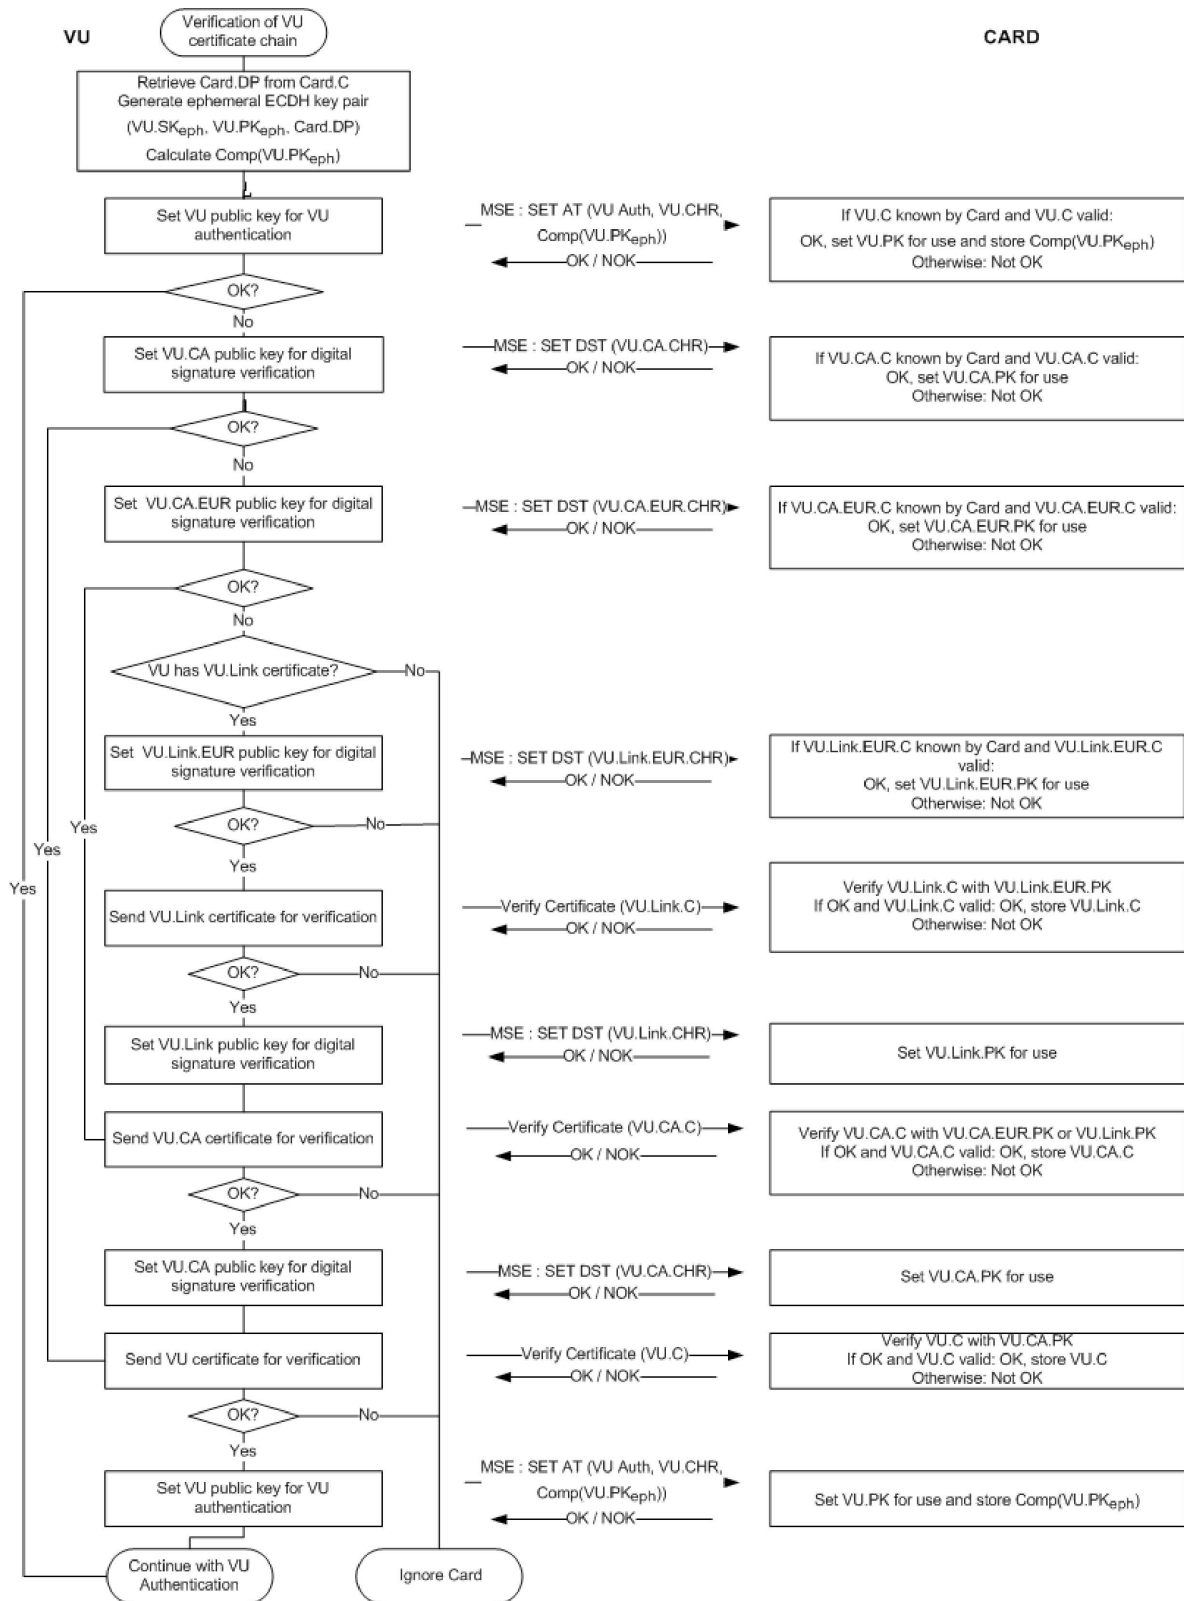 VU
Verification of VU
certificate chain
CARD
Retrieve Card.DP from Card.C
Generate ephemeral ECDH key pair
(VU.SKeph, VU.PKeph, Card.DP)
Calculate Comp(VU.PKeph)
Set VU public key for VU
authentication
MSE : SET AT (VU Auth, VU.CHR,
Comp(VU.PKeph))
OK / NOK
If VU.C known by Card and VU.C valid:
OK, set VU.PK for use and store Comp(VU.PKeph)
Otherwise: Not OK
OK?
No
Set VU.CA public key for digital
signature verification
MSE : SET DST (VU.CA.CHR)
OK / NOK
If VU.CA.C known by Card and VU.CA.C valid:
OK, set VU.CA.PK for use
Otherwise: Not OK
OK?
No
Set VU.CA.EUR public key for digital
signature verification
MSE : SET DST (VU.CA.EUR.CHR)
OK / NOK
If VU.CA.EUR.C known by Card and VU.CA.EUR.C valid:
OK, set VU.CA.EUR.PK for use
Otherwise: Not OK
OK?
No
VU has VU.Link certificate?
No
Yes
Set VU.Link.EUR public key for digital
signature verification
MSE : SET DST (VU.Link.EUR.CHR)
OK / NOK
If VU.Link.EUR.C known by Card and VU.Link.EUR.C
valid:
OK, set VU.Link.EUR.PK for use
Otherwise: Not OK
OK?
No
Yes
Yes
Yes
Yes
Send VU.Link certificate for verification
Verify Certificate (VU.Link.C)
OK / NOK
Verify VU.Link.C with VU.Link.EUR.PK
If OK and VU.Link.C valid: OK, store VU.Link.C
Otherwise: Not OK
OK?
No
Yes
Set VU.Link public key for digital
signature verification
MSE : SET DST (VU.Link.CHR)
OK / NOK
Set VU.Link.PK for use
Send VU.CA certificate for verification
Verify Certificate (VU.CA.C)
OK / NOK
Verify VU.CA.C with VU.CA.EUR.PK or VU.Link.PK
If OK and VU.CA.C valid: OK, store VU.CA.C
Otherwise: Not OK
OK?
No
Yes
Set VU.CA public key for digital
signature verification
MSE : SET DST (VU.CA.CHR)
OK / NOK
Set VU.CA.PK for use
Send VU certificate for verification
Verify Certificate (VU.C)
OK / NOK
Verify VU.C with VU.CA.PK
If OK and VU.C valid: OK, store VU.C
Otherwise: Not OK
OK?
No
Yes
Set VU public key for VU
authentication
MSE : SET AT (VU Auth, VU.CHR,
Comp(VU.PKeph))
OK / NOK
Set VU.PK for use and store Comp(VU.PKeph)
Continue with VU
Authentication
Ignore Card